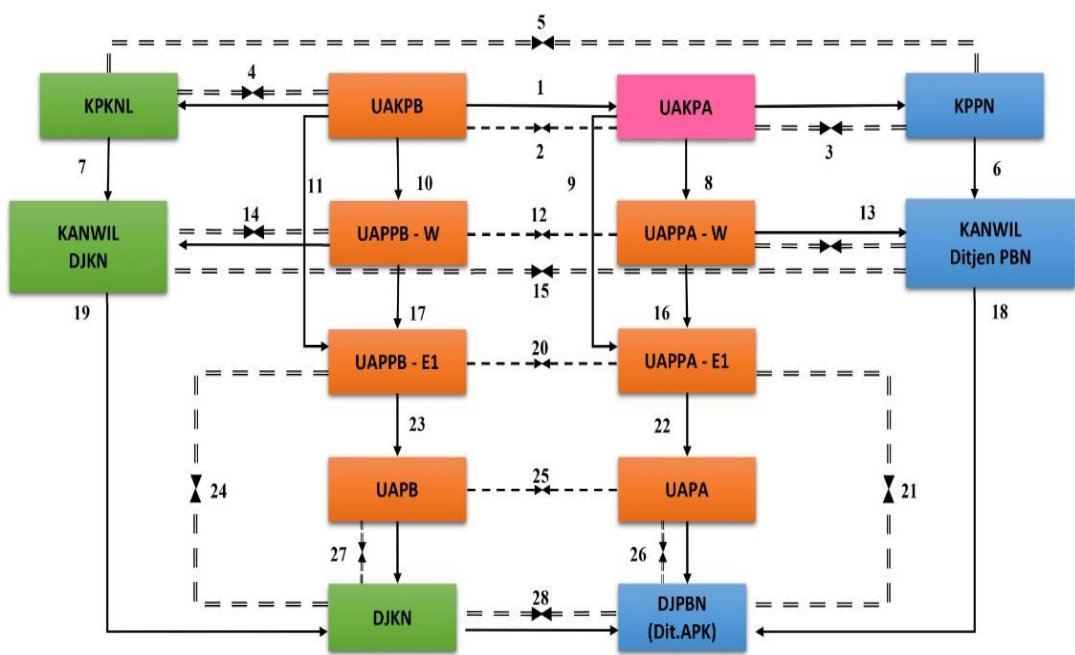 5
4
1
KPKNL
UAKPB
UAKPA
KPPN
2
3
7
11
10
9
8
6
14
12
13
KANWIL
DJKN
UAPPB - W
UAPPA - W
KANWIL
Ditjen PBN
15
19
17
16
18
20
UAPPB - E1
UAPPA - E1
23
22
24
25
21
UAPB
UAPA
27
26
28
DJKN
DJPBN
(Dit.APK)